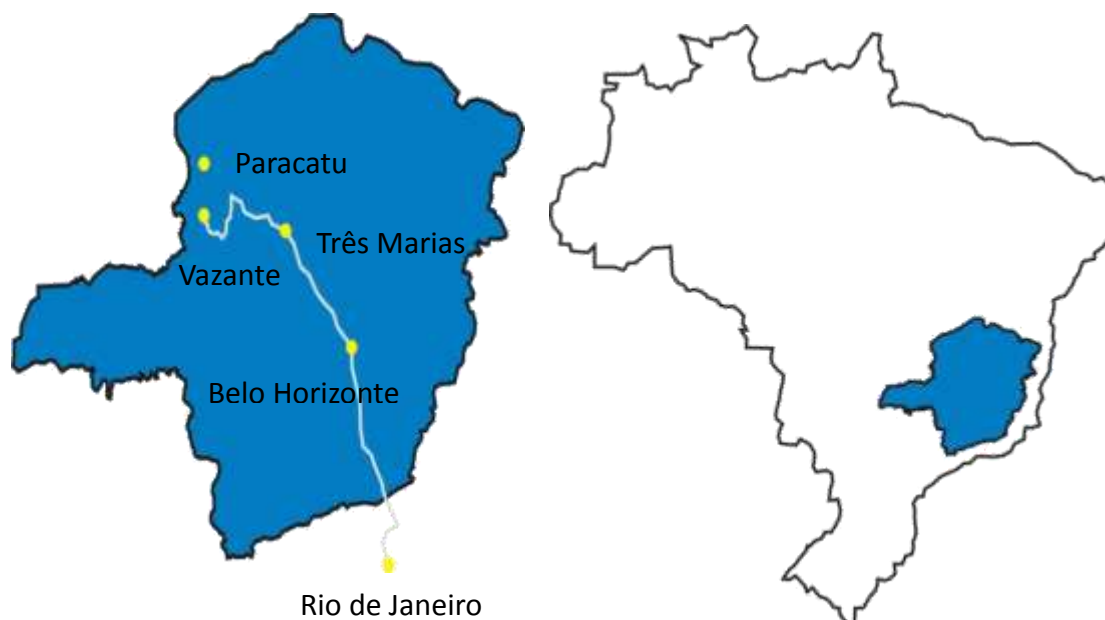 Paracatu
Três Marias
Vazante
Belo Horizonte
Rio de Janeiro